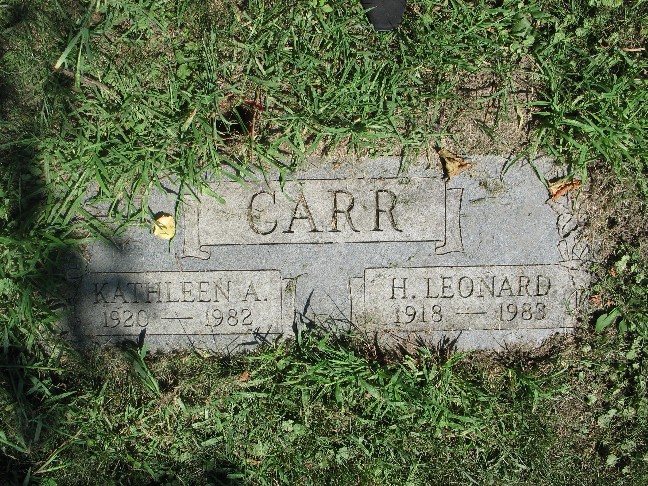 CARR
KATHLEEN A.
1920 — 1982
H. LEONARD
1918 — 1983